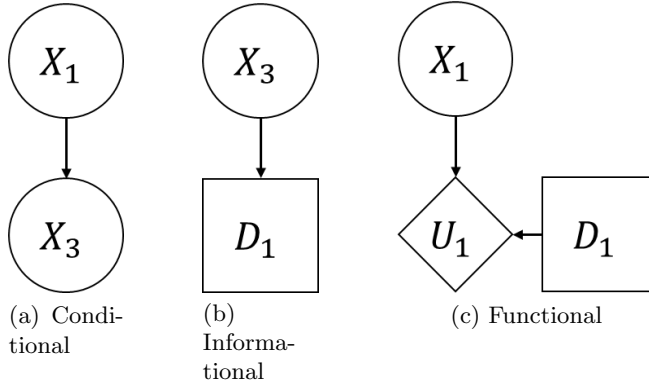 X₁
X₃
(a) Condi-
tional
X₃
D₁
(b)
Informa-
tional
X₁
U₁
D₁
(c) Functional